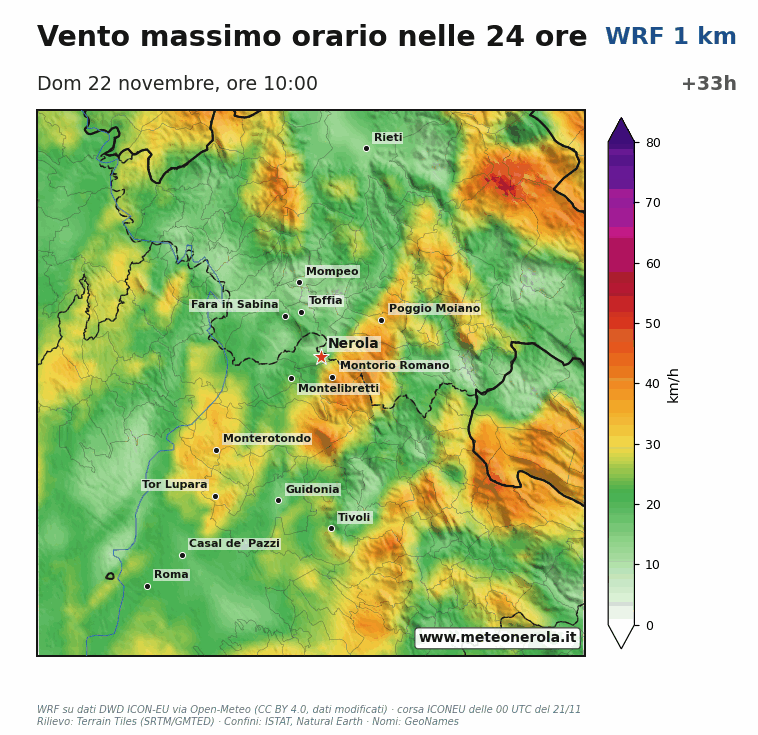 Vento massimo orario nelle 24 ore WRF 1 km
Dom 22 novembre, ore 10:00 +33h
Rieti
Mompeo
Fara in Sabina
Toffia
Poggio Moiano
Nerola
Montorio Romano
Montelibretti
Monterotondo
Tor Lupara
Guidonia
Tivoli
Casal de' Pazzi
Roma
www.meteonerola.it
80
70
60
50
40
30
20
10
0
km/h
WRF su dati DWD ICON-EU via Open-Meteo (CC BY 4.0, dati modificati) · corsa ICONEU delle 00 UTC del 21/11
Rilievo: Terrain Tiles (SRTM/GMTED) · Confini: ISTAT, Natural Earth · Nomi: GeoNames